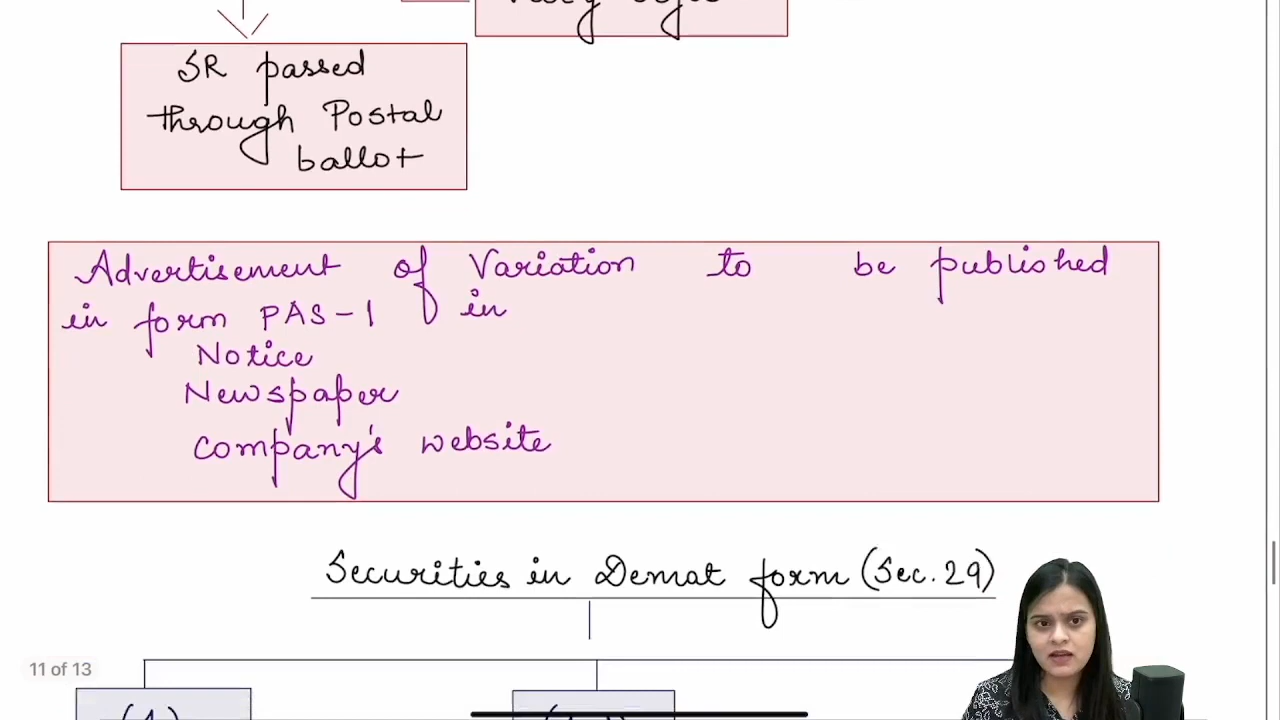 SR passed
through Postal
ballot
Advertisement of Variation to be published
in form PAS-1 in
Notice
Newspaper
Company's website
Securities in Demat form (Sec. 29)
11 of 13